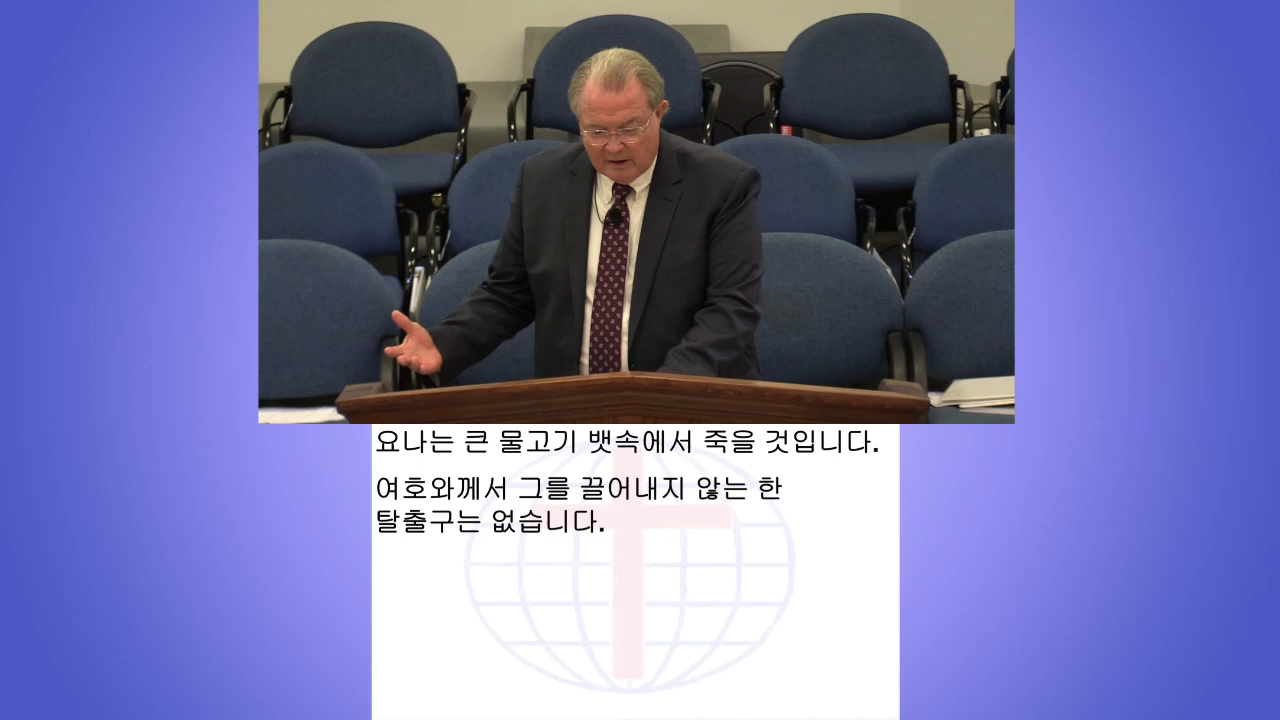 요나는 큰 물고기 뱃속에서 죽을 것입니다.
여호와께서 그를 끌어내지 않는 한
탈출구는 없습니다.